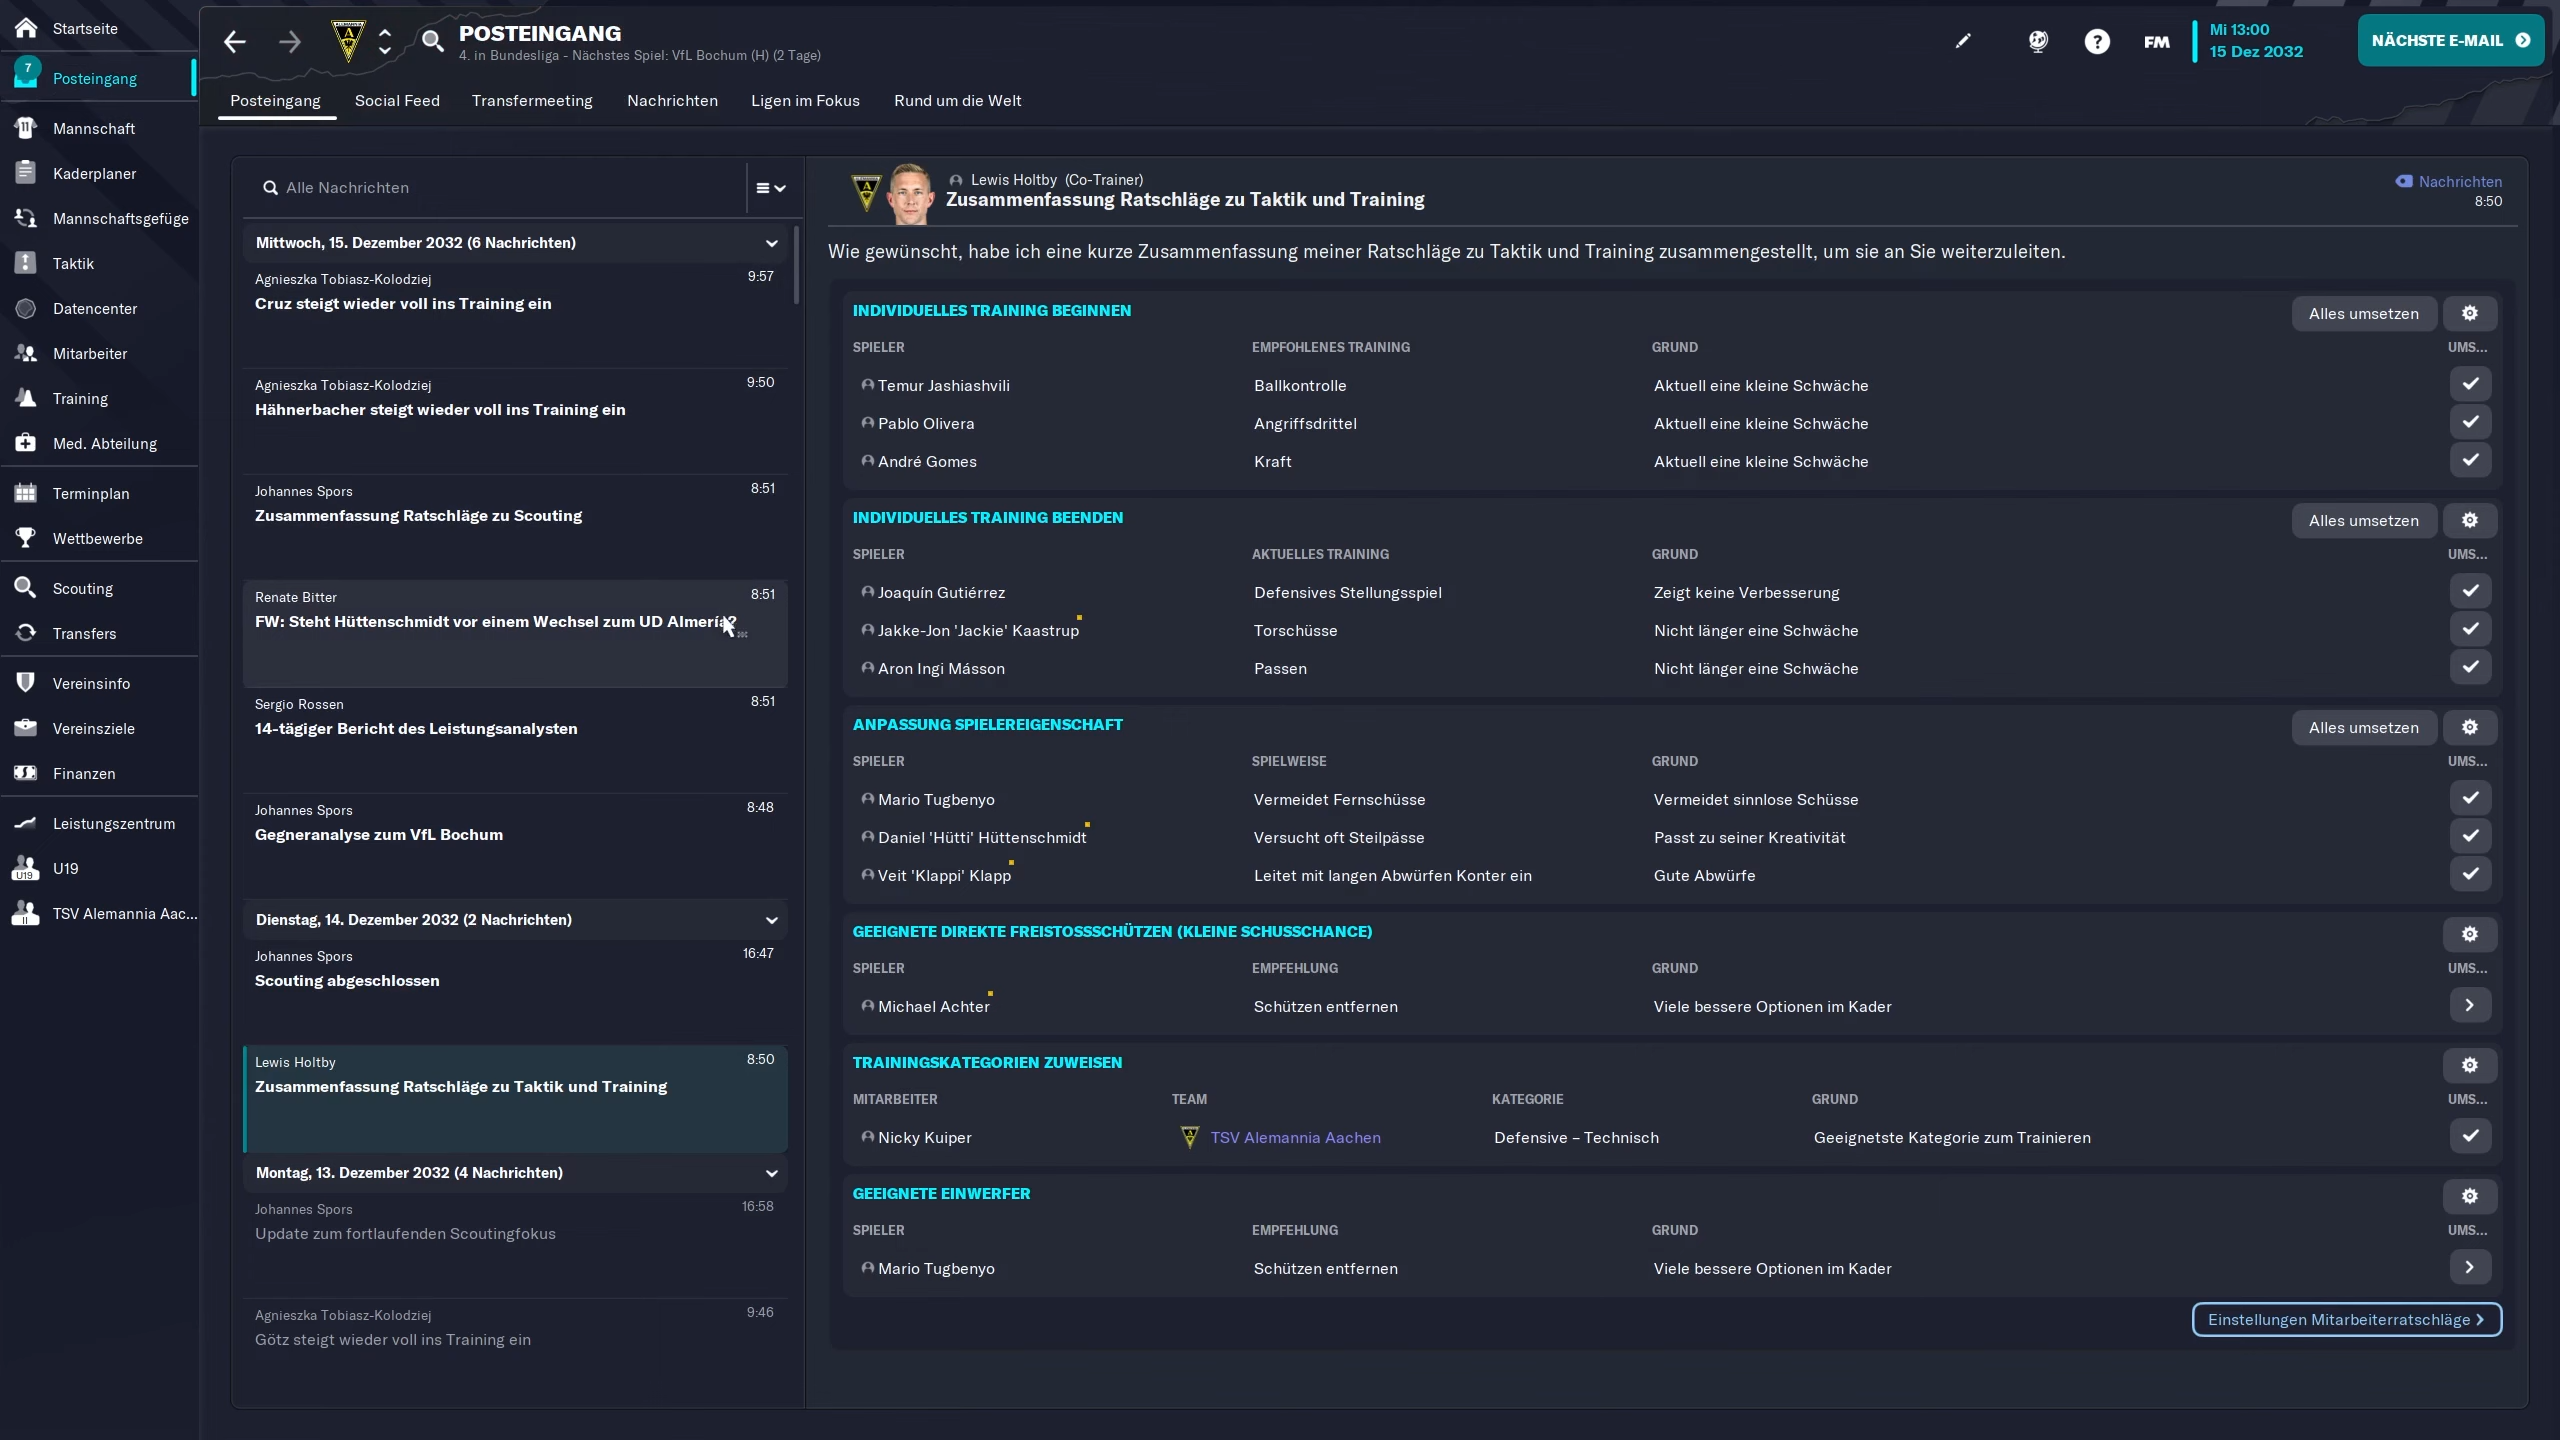 Startseite
7
Posteingang
Mannschaft
Kaderplaner
Mannschaftsgefüge
Taktik
Datencenter
Mitarbeiter
Training
Med. Abteilung
Terminplan
Wettbewerbe
Scouting
Transfers
Vereinsinfo
Vereinsziele
Finanzen
Leistungszentrum
U19
U19
TSV Alemannia Aac...
POSTEINGANG
4. in Bundesliga - Nächstes Spiel: VfL Bochum (H) (2 Tage)
FM
Mi 13:00
15 Dez 2032
NÄCHSTE E-MAIL
Posteingang Social Feed Transfermeeting Nachrichten Ligen im Fokus Rund um die Welt
Alle Nachrichten
Mittwoch, 15. Dezember 2032 (6 Nachrichten)
Agnieszka Tobiasz-Kolodziej 9:57
Cruz steigt wieder voll ins Training ein
Agnieszka Tobiasz-Kolodziej 9:50
Hähnerbacher steigt wieder voll ins Training ein
Johannes Spors 8:51
Zusammenfassung Ratschläge zu Scouting
Renate Bitter 8:51
FW: Steht Hüttenschmidt vor einem Wechsel zum UD Almería?
Sergio Rossen 8:51
14-tägiger Bericht des Leistungsanalysten
Johannes Spors 8:48
Gegneranalyse zum VfL Bochum
Dienstag, 14. Dezember 2032 (2 Nachrichten)
Johannes Spors 16:47
Scouting abgeschlossen
Lewis Holtby 8:50
Zusammenfassung Ratschläge zu Taktik und Training
Montag, 13. Dezember 2032 (4 Nachrichten)
Johannes Spors 16:58
Update zum fortlaufenden Scoutingfokus
Agnieszka Tobiasz-Kolodziej 9:46
Götz steigt wieder voll ins Training ein
Lewis Holtby (Co-Trainer) Nachrichten
Zusammenfassung Ratschläge zu Taktik und Training 8:50
Wie gewünscht, habe ich eine kurze Zusammenfassung meiner Ratschläge zu Taktik und Training zusammengestellt, um sie an Sie weiterzuleiten.
INDIVIDUELLES TRAINING BEGINNEN Alles umsetzen
SPIELER EMPFOHLENES TRAINING GRUND UMS...
Temur Jashiashvili Ballkontrolle Aktuell eine kleine Schwäche
Pablo Olivera Angriffsdrittel Aktuell eine kleine Schwäche
André Gomes Kraft Aktuell eine kleine Schwäche
INDIVIDUELLES TRAINING BEENDEN Alles umsetzen
SPIELER AKTUELLES TRAINING GRUND UMS...
Joaquín Gutiérrez Defensives Stellungsspiel Zeigt keine Verbesserung
Jakke-Jon 'Jackie' Kaastrup Torschüsse Nicht länger eine Schwäche
Aron Ingi Másson Passen Nicht länger eine Schwäche
ANPASSUNG SPIELEREIGENSCHAFT Alles umsetzen
SPIELER SPIELWEISE GRUND UMS...
Mario Tugbenyo Vermeidet Fernschüsse Vermeidet sinnlose Schüsse
Daniel 'Hütti' Hüttenschmidt Versucht oft Steilpässe Passt zu seiner Kreativität
Veit 'Klappi' Klapp Leitet mit langen Abwürfen Konter ein Gute Abwürfe
GEEIGNETE DIREKTE FREISTOSSSCHÜTZEN (KLEINE SCHUSSCHANCE)
SPIELER EMPFEHLUNG GRUND UMS...
Michael Achter Schützen entfernen Viele bessere Optionen im Kader
TRAININGSKATEGORIEN ZUWEISEN
MITARBEITER TEAM KATEGORIE GRUND UMS...
Nicky Kuiper TSV Alemannia Aachen Defensive – Technisch Geeignetste Kategorie zum Trainieren
GEEIGNETE EINWERFER
SPIELER EMPFEHLUNG GRUND UMS...
Mario Tugbenyo Schützen entfernen Viele bessere Optionen im Kader
Einstellungen Mitarbeiterratschläge